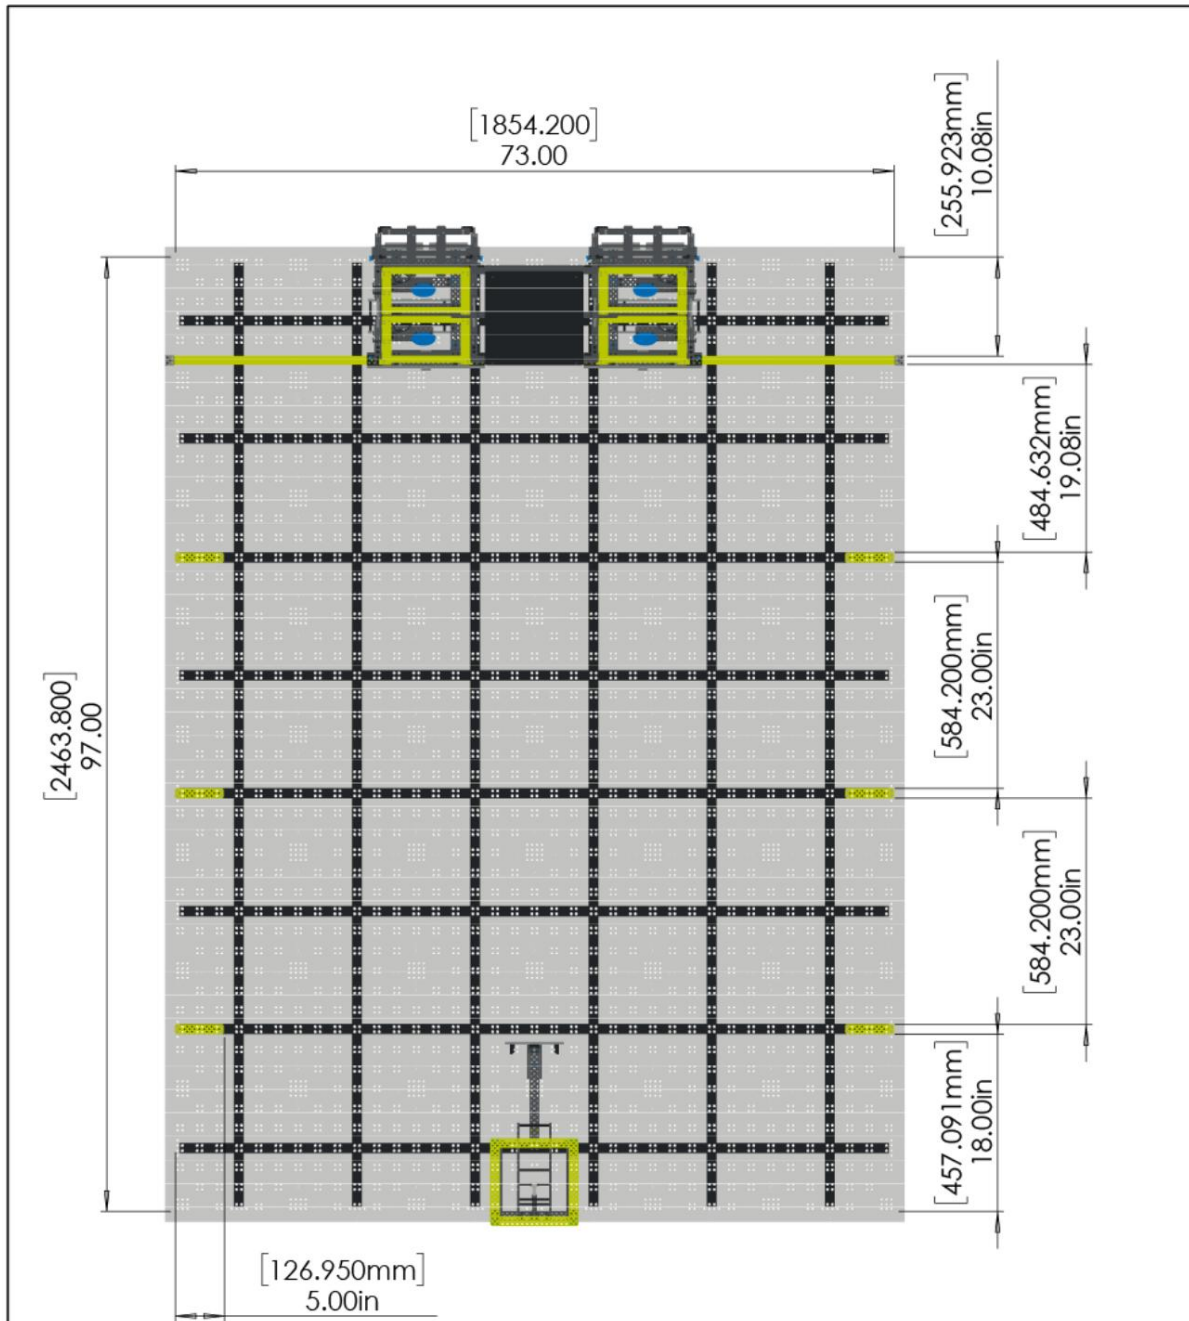 [1854.200]
73.00
[255.923mm]
10.08in
[484.632mm]
19.08in
[584.200mm]
23.00in
[2463.800]
97.00
[584.200mm]
23.00in
[457.091mm]
18.00in
[126.950mm]
5.00in